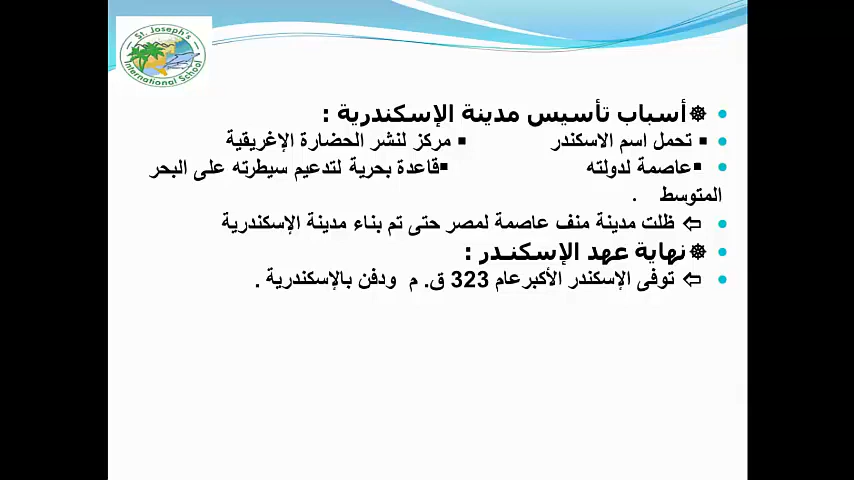 St. Joseph's
International School
❁أسباب تأسيس مدينة الإسكندرية :
▪ تحمل اسم الاسكندر ▪ مركز لنشر الحضارة الإغريقية
▪عاصمة لدولته ▪قاعدة بحرية لتدعيم سيطرته على البحر
المتوسط .
⇦ ظلت مدينة منف عاصمة لمصر حتى تم بناء مدينة الإسكندرية
❁نهاية عهد الإسكنـدر :
⇦ توفى الإسكندر الأكبرعام 323 ق. م ودفن بالإسكندرية .